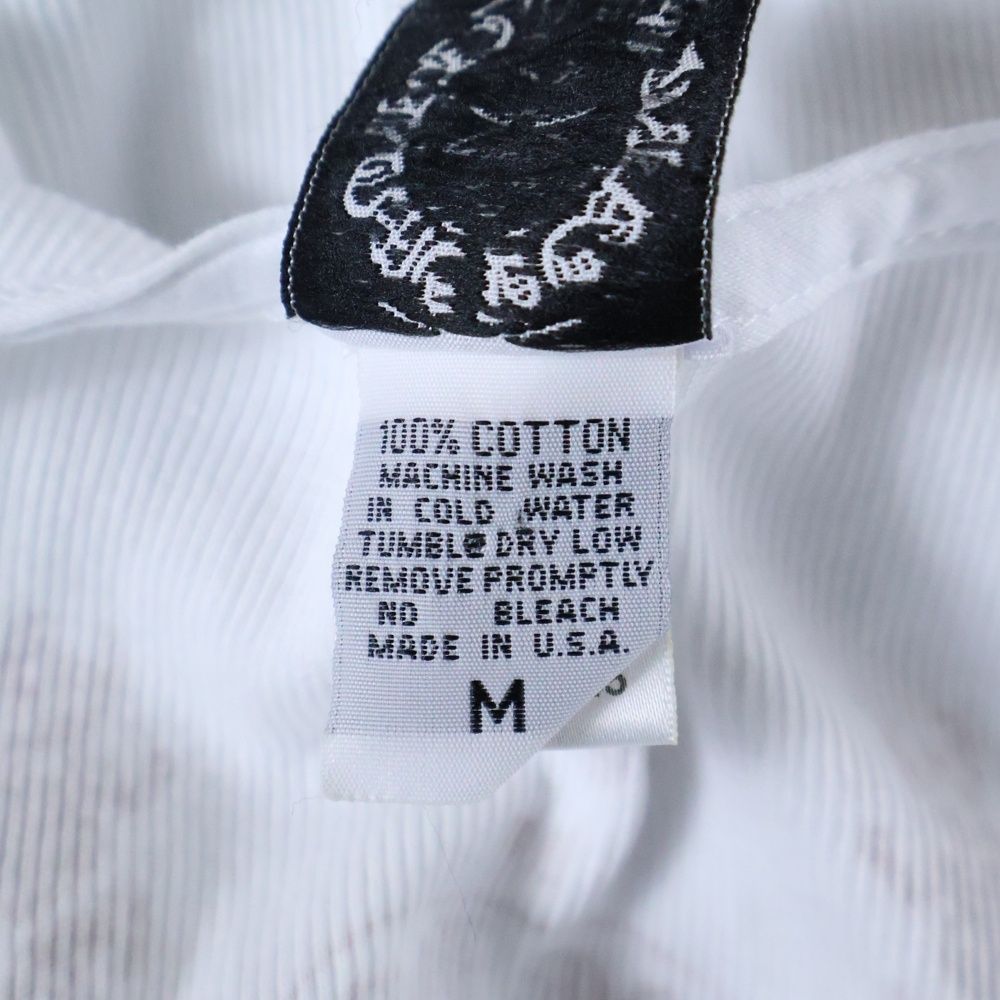 100% COTTON
MACHINE WASH
IN COLD WATER
TUMBLE DRY LOW
REMOVE PROMPTLY
NO BLEACH
MADE IN U.S.A.
M